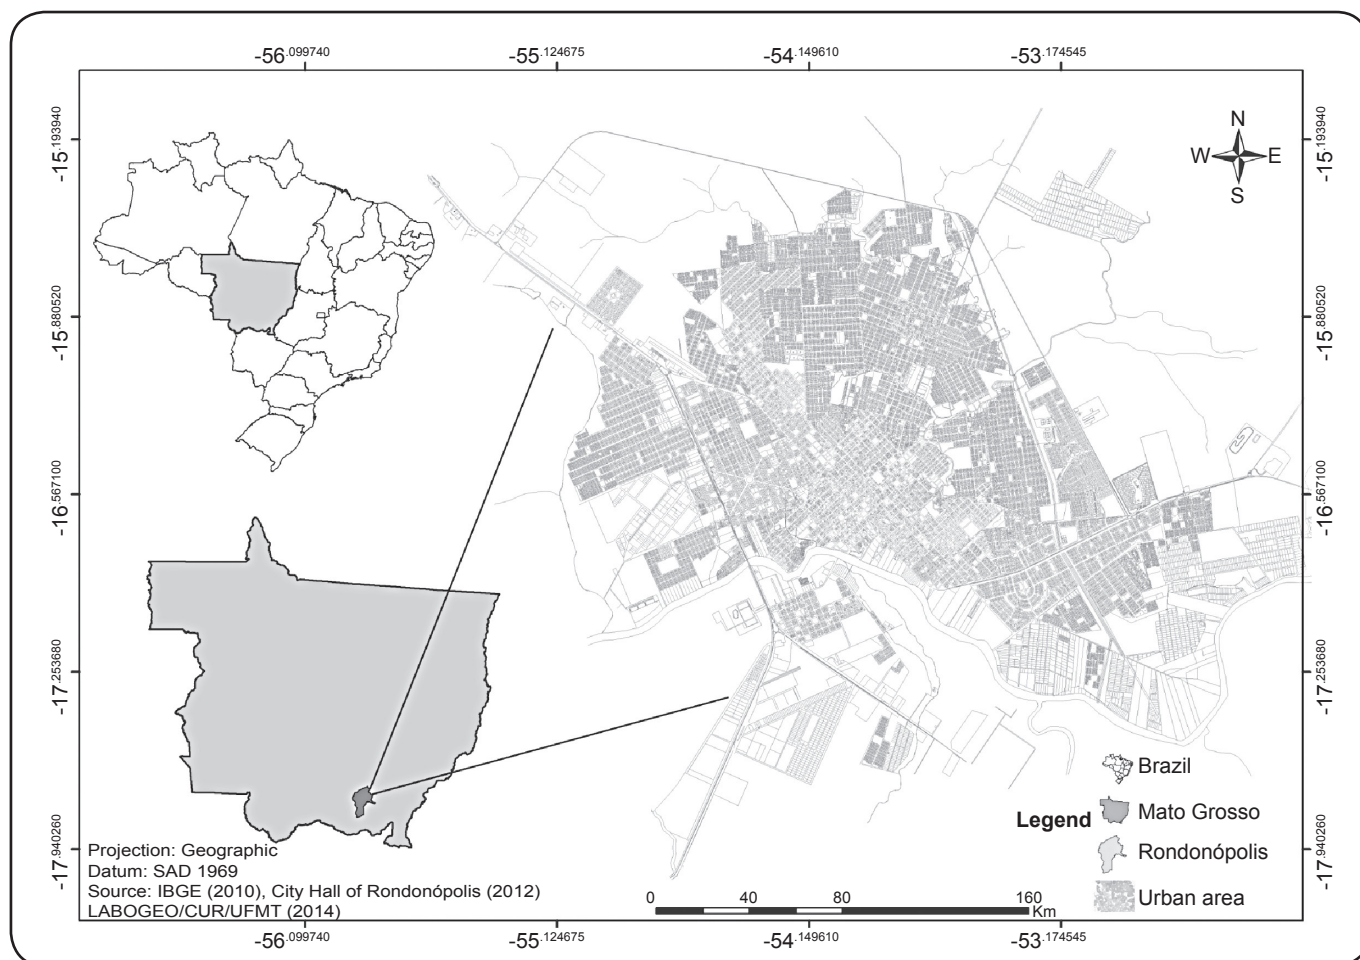 -56.099740 -55.124675 -54.149610 -53.174545
-15.193940 -15.193940
-15.880520 -15.880520
-16.567100 -16.567100
-17.253680 -17.253680
-17.940260 -17.940260
N
W E
S
Brazil
Legend Mato Grosso
Rondonópolis
Urban area
Projection: Geographic
Datum: SAD 1969
Source: IBGE (2010), City Hall of Rondonópolis (2012)
LABOGEO/CUR/UFMT (2014)
0 40 80 160
Km
-56.099740 -55.124675 -54.149610 -53.174545